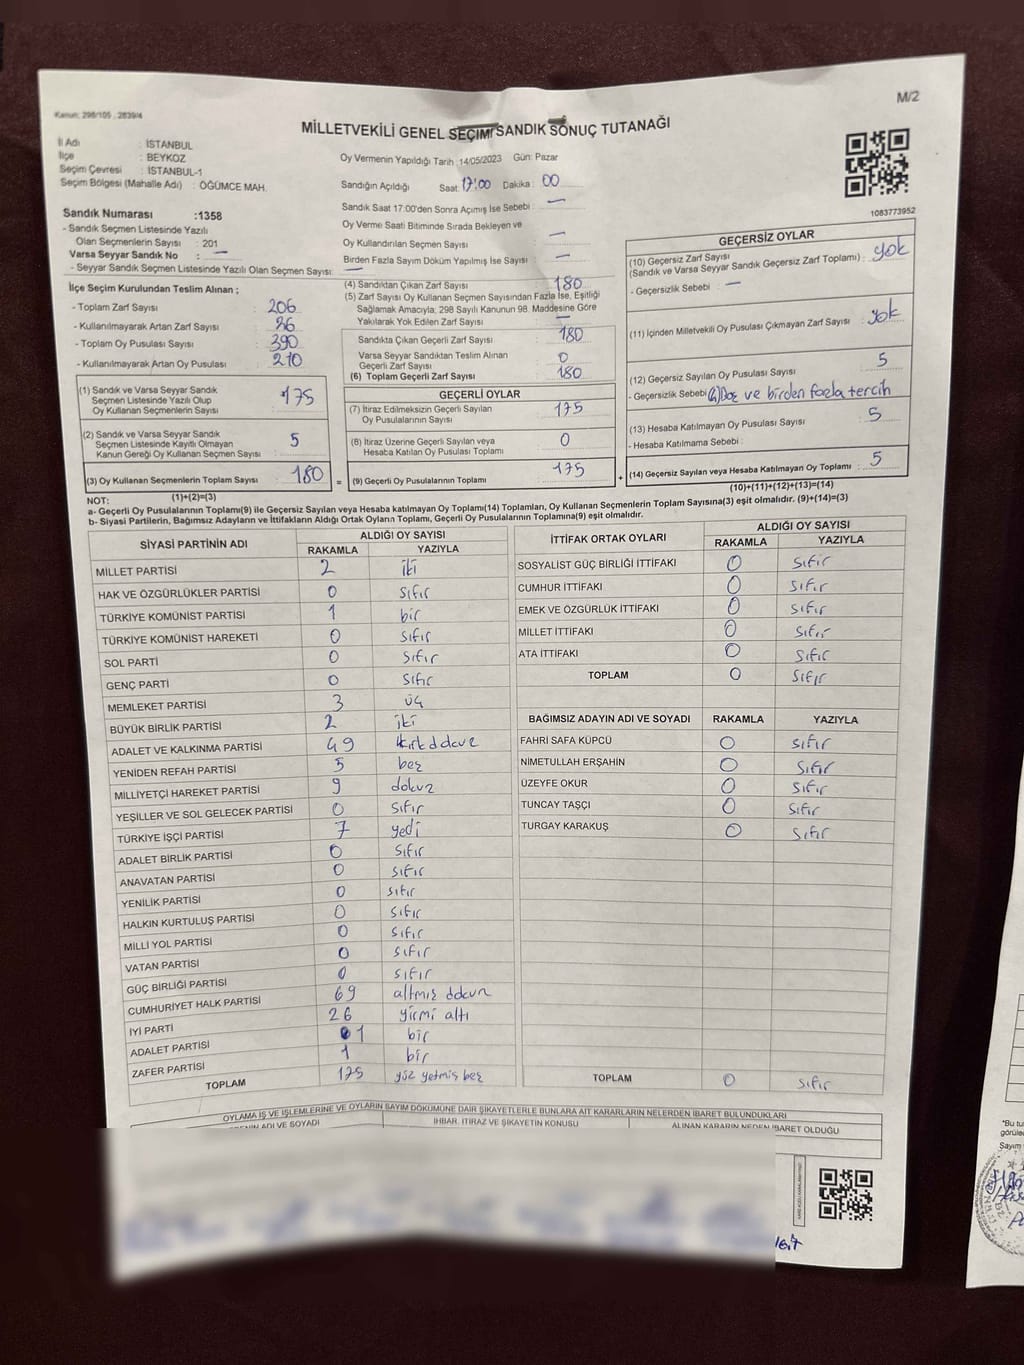 Kanun: 298/105 , 2839/4
M/2
MİLLETVEKİLİ GENEL SEÇİMİ SANDIK SONUÇ TUTANAĞI
İl Adı : İSTANBUL
İlçe : BEYKOZ
Seçim Çevresi : İSTANBUL-1
Seçim Bölgesi (Mahalle Adı) : ÖĞÜMCE MAH.
Sandık Numarası :1358
- Sandık Seçmen Listesinde Yazılı
Olan Seçmenlerin Sayısı : 201
Varsa Seyyar Sandık No : —
- Seyyar Sandık Seçmen Listesinde Yazılı Olan Seçmen Sayısı: —
Oy Vermenin Yapıldığı Tarih :14/05/2023 Gün: Pazar
Sandığın Açıldığı Saat: 17:00 Dakika : 00
Sandık Saat 17:00'den Sonra Açımış İse Sebebi : —
Oy Verme Saati Bitiminde Sırada Bekleyen ve
Oy Kullandırılan Seçmen Sayısı : —
Birden Fazla Sayım Döküm Yapılmış İse Sayısı : —
1083773952
İlçe Seçim Kurulundan Teslim Alınan ;
- Toplam Zarf Sayısı : 206
- Kullanılmayarak Artan Zarf Sayısı : 26
- Toplam Oy Pusulası Sayısı : 390
- Kullanılmayarak Artan Oy Pusulası : 210
(1) Sandık ve Varsa Seyyar Sandık
Seçmen Listesinde Yazılı Olup
Oy Kullanan Seçmenlerin Sayısı : 175
(2) Sandık ve Varsa Seyyar Sandık
Seçmen Listesinde Kayıtlı Olmayan
Kanun Gereği Oy Kullanan Seçmen Sayısı : 5
(3) Oy Kullanan Seçmenlerin Toplam Sayısı : 180
(4) Sandıktan Çıkan Zarf Sayısı : 180
(5) Zarf Sayısı Oy Kullanan Seçmen Sayısından Fazla İse, Eşitliği
Sağlamak Amacıyla; 298 Sayılı Kanunun 98. Maddesine Göre
Yakılarak Yok Edilen Zarf Sayısı : —
Sandıkta Çıkan Geçerli Zarf Sayısı : 180
Varsa Seyyar Sandıktan Teslim Alınan
Geçerli Zarf Sayısı : 0
(6) Toplam Geçerli Zarf Sayısı : 180
GEÇERLİ OYLAR
(7) İtiraz Edilmeksizin Geçerli Sayılan
Oy Pusulalarının Sayısı : 175
(8) İtiraz Üzerine Geçerli Sayılan veya
Hesaba Katılan Oy Pusulası Toplamı : 0
(9) Geçerli Oy Pusulalarının Toplamı : 175
GEÇERSİZ OYLAR
(10) Geçersiz Zarf Sayısı
(Sandık ve Varsa Seyyar Sandık Geçersiz Zarf Toplamı) : yok
- Geçersizlik Sebebi : —
(11) İçinden Milletvekili Oy Pusulası Çıkmayan Zarf Sayısı : yok
(12) Geçersiz Sayılan Oy Pusulası Sayısı : 5
- Geçersizlik Sebebi ve birden fazla tercih
(13) Hesaba Katılmayan Oy Pusulası Sayısı : 5
- Hesaba Katılmama Sebebi :
(14) Geçersiz Sayılan veya Hesaba Katılmayan Oy Toplamı : 5
NOT: (1)+(2)=(3)
(10)+(11)+(12)+(13)=(14)
a- Geçerli Oy Pusulalarının Toplamı(9) ile Geçersiz Sayılan veya Hesaba katılmayan Oy Toplamı(14) Toplamları, Oy Kullanan Seçmenlerin Toplam Sayısına(3) eşit olmalıdır. (9)+(14)=(3)
b- Siyasi Partilerin, Bağımsız Adayların ve İttifakların Aldığı Ortak Oyların Toplamı, Geçerli Oy Pusulalarının Toplamına(9) eşit olmalıdır.
SİYASİ PARTİNİN ADI ALDIĞI OY SAYISI
RAKAMLA YAZIYLA
MİLLET PARTİSİ 2 iki
HAK VE ÖZGÜRLÜKLER PARTİSİ 0 sıfır
TÜRKİYE KOMÜNİST PARTİSİ 1 bir
TÜRKİYE KOMÜNİST HAREKETİ 0 sıfır
SOL PARTİ 0 sıfır
GENÇ PARTİ 0 sıfır
MEMLEKET PARTİSİ 3 üç
BÜYÜK BİRLİK PARTİSİ 2 iki
ADALET VE KALKINMA PARTİSİ 49 kırk dokuz
YENİDEN REFAH PARTİSİ 5 beş
MİLLİYETÇİ HAREKET PARTİSİ 9 dokuz
YEŞİLLER VE SOL GELECEK PARTİSİ 0 sıfır
TÜRKİYE İŞÇİ PARTİSİ 7 yedi
ADALET BİRLİK PARTİSİ 0 sıfır
ANAVATAN PARTİSİ 0 sıfır
YENİLİK PARTİSİ 0 sıfır
HALKIN KURTULUŞ PARTİSİ 0 sıfır
MİLLİ YOL PARTİSİ 0 sıfır
VATAN PARTİSİ 0 sıfır
GÜÇ BİRLİĞİ PARTİSİ 0 sıfır
CUMHURİYET HALK PARTİSİ 69 altmış dokuz
İYİ PARTİ 26 yirmi altı
ADALET PARTİSİ 1 bir
ZAFER PARTİSİ 1 bir
TOPLAM 175 yüz yetmiş beş
İTTİFAK ORTAK OYLARI ALDIĞI OY SAYISI
RAKAMLA YAZIYLA
SOSYALİST GÜÇ BİRLİĞİ İTTİFAKI 0 sıfır
CUMHUR İTTİFAKI 0 sıfır
EMEK VE ÖZGÜRLÜK İTTİFAKI 0 sıfır
MİLLET İTTİFAKI 0 sıfır
ATA İTTİFAKI 0 sıfır
TOPLAM 0 sıfır
BAĞIMSIZ ADAYIN ADI VE SOYADI RAKAMLA YAZIYLA
FAHRİ SAFA KÜPCÜ 0 sıfır
NİMETULLAH ERŞAHİN 0 sıfır
ÜZEYFE OKUR 0 sıfır
TUNCAY TAŞÇI 0 sıfır
TURGAY KARAKUŞ 0 sıfır
TOPLAM 0 sıfır
OYLAMA İŞ VE İŞLEMLERİNE VE OYLARIN SAYIM DÖKÜMÜNE DAİR ŞİKAYETLERLE BUNLARA AİT KARARLARIN NELERDEN İBARET BULUNDUKLARI
ADI VE SOYADI İHBAR, İTİRAZ VE ŞİKAYETİN KONUSU ALINAN KARARIN NEDEN İBARET OLDUĞU